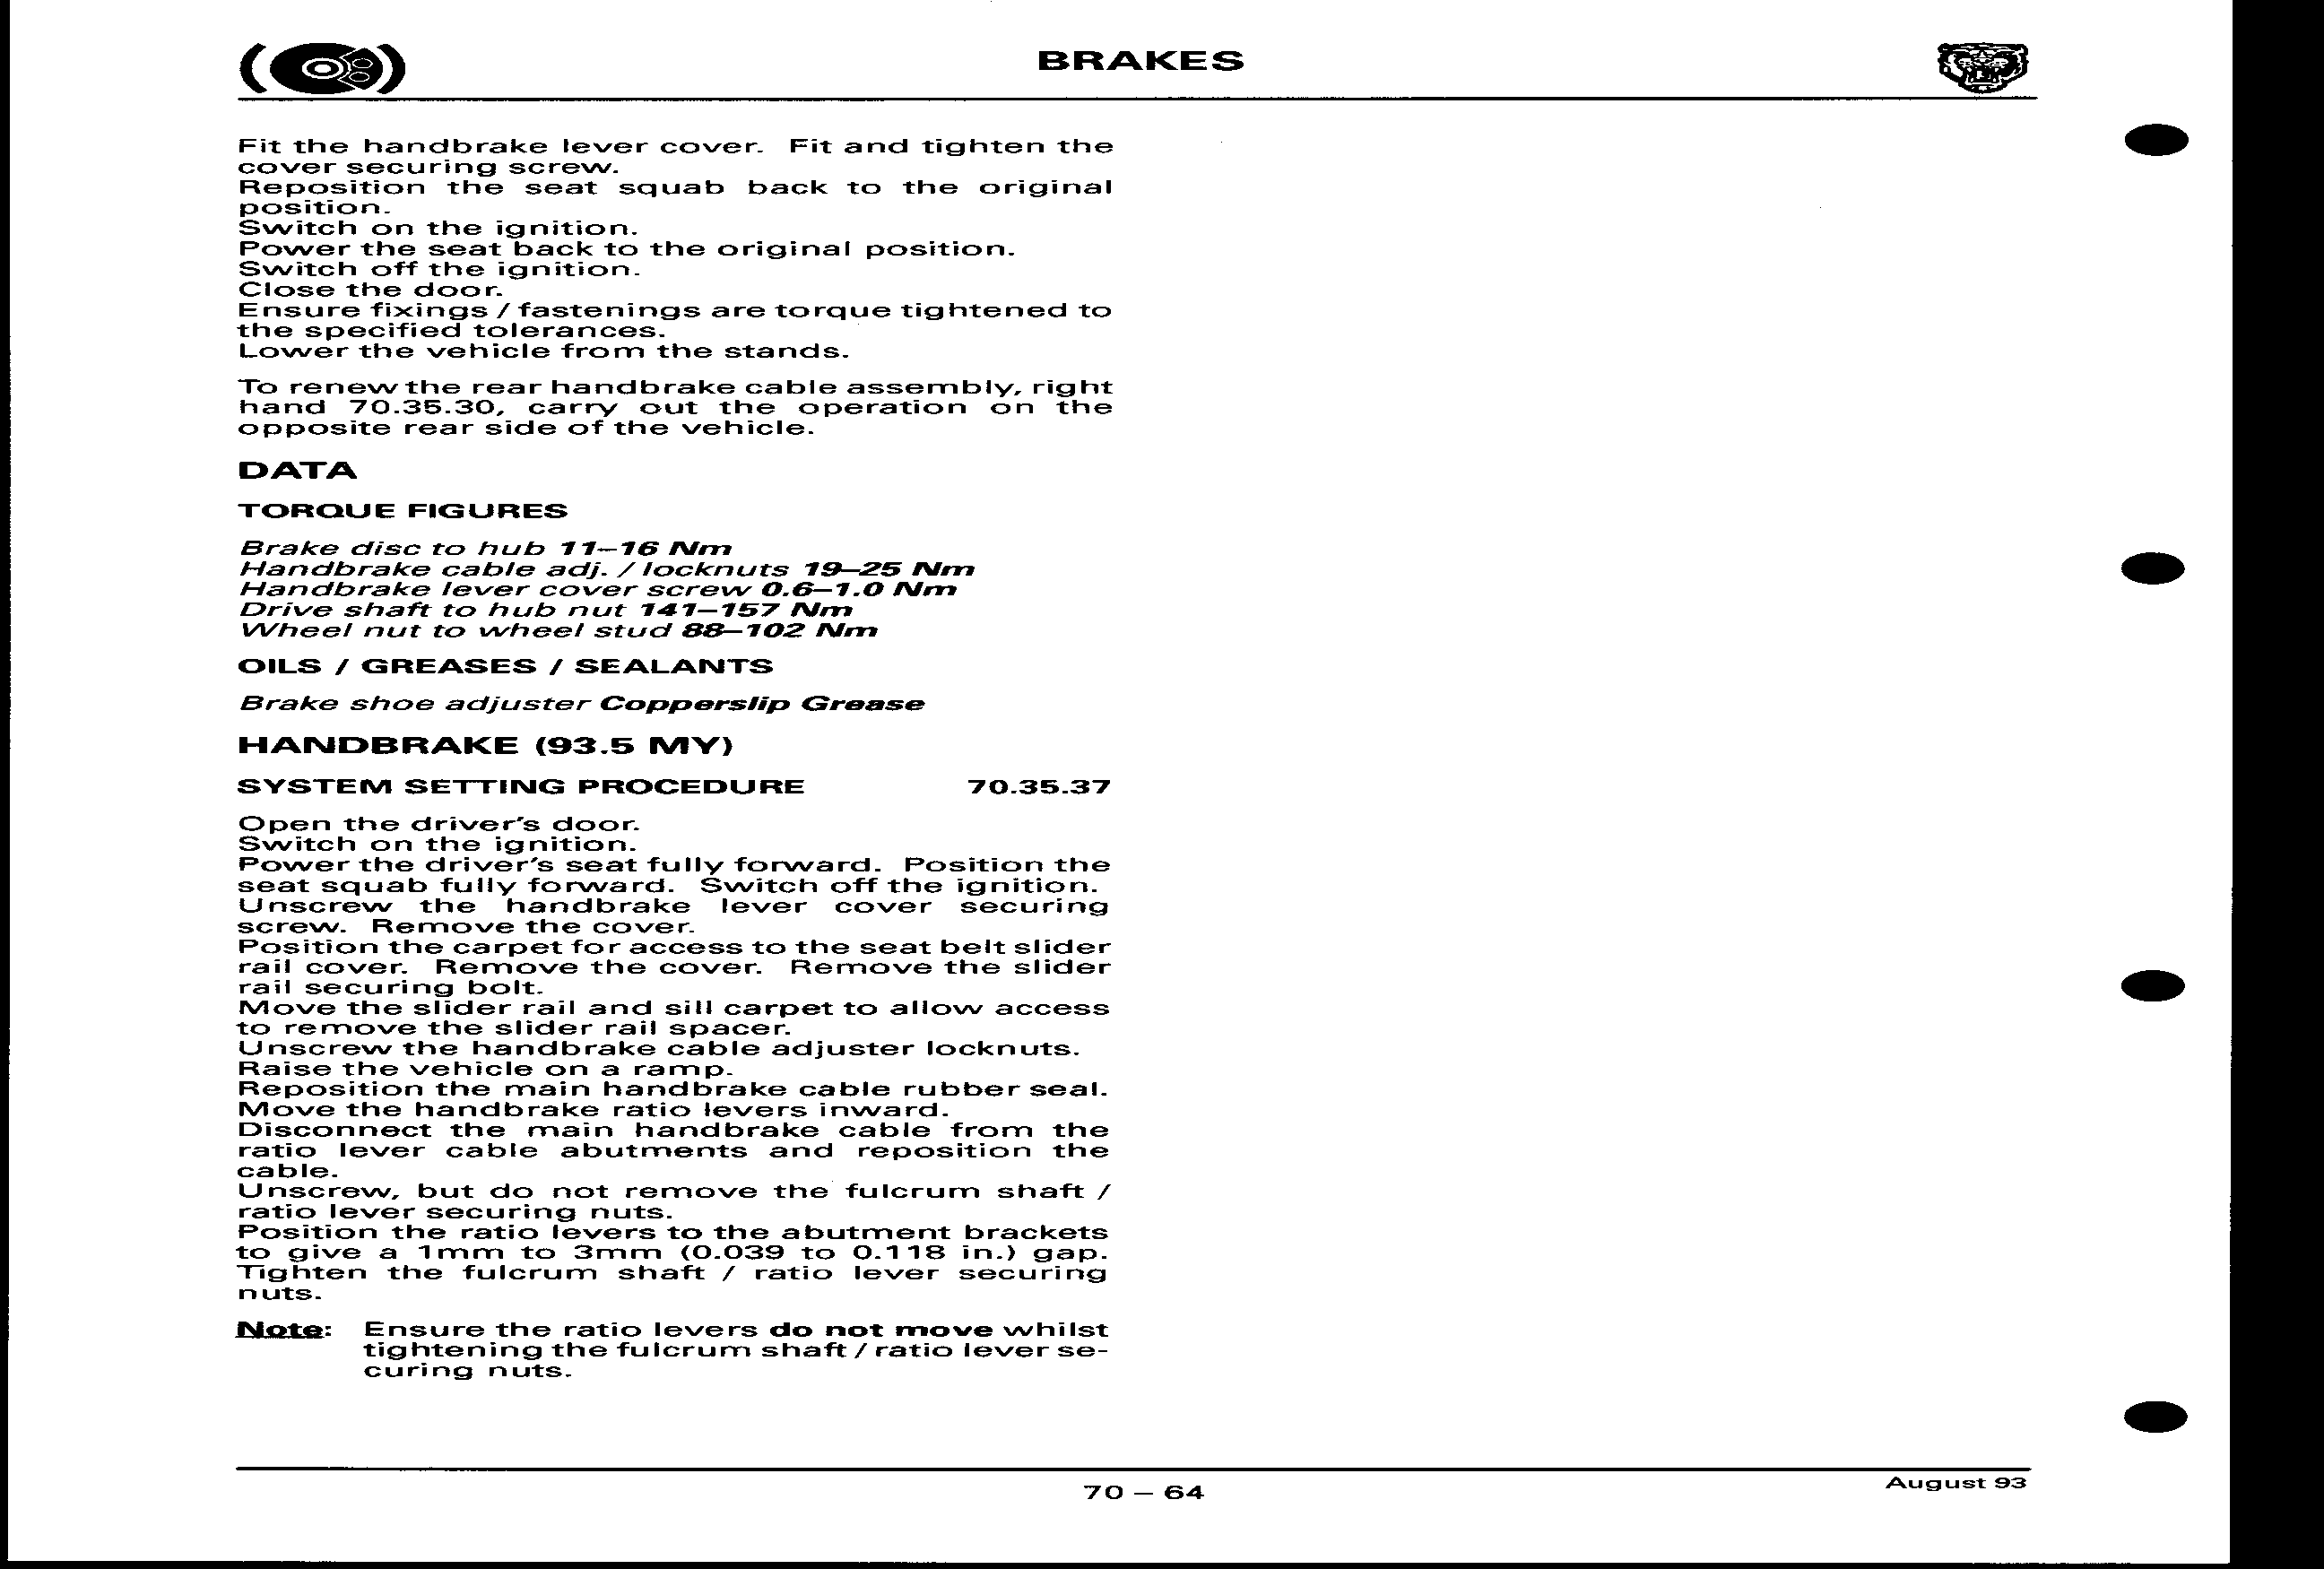 BRAKES
Fit the handbrake lever cover. Fit and tighten the
cover securing screw.
Reposition the seat squab back to the original
position.
Switch on the ignition.
Power the seat back to the original position.
Switch off the ignition.
Close the door.
Ensure fixings / fastenings are torque tightened to
the specified tolerances.
Lower the vehicle from the stands.
To renew the rear handbrake cable assembly, right
hand 70.35.30, carry out the operation on the
opposite rear side of the vehicle.
DATA
TORQUE FIGURES
Brake disc to hub 11–16 Nm
Handbrake cable adj. / locknuts 19–25 Nm
Handbrake lever cover screw 0.6–1.0 Nm
Drive shaft to hub nut 141–157 Nm
Wheel nut to wheel stud 88–102 Nm
OILS / GREASES / SEALANTS
Brake shoe adjuster Copperslip Grease
HANDBRAKE (93.5 MY)
SYSTEM SETTING PROCEDURE 70.35.37
Open the driver's door.
Switch on the ignition.
Power the driver's seat fully forward. Position the
seat squab fully forward. Switch off the ignition.
Unscrew the handbrake lever cover securing
screw. Remove the cover.
Position the carpet for access to the seat belt slider
rail cover. Remove the cover. Remove the slider
rail securing bolt.
Move the slider rail and sill carpet to allow access
to remove the slider rail spacer.
Unscrew the handbrake cable adjuster locknuts.
Raise the vehicle on a ramp.
Reposition the main handbrake cable rubber seal.
Move the handbrake ratio levers inward.
Disconnect the main handbrake cable from the
ratio lever cable abutments and reposition the
cable.
Unscrew, but do not remove the fulcrum shaft /
ratio lever securing nuts.
Position the ratio levers to the abutment brackets
to give a 1mm to 3mm (0.039 to 0.118 in.) gap.
Tighten the fulcrum shaft / ratio lever securing
nuts.
Note: Ensure the ratio levers do not move whilst
tightening the fulcrum shaft / ratio lever se-
curing nuts.
70 – 64
August 93